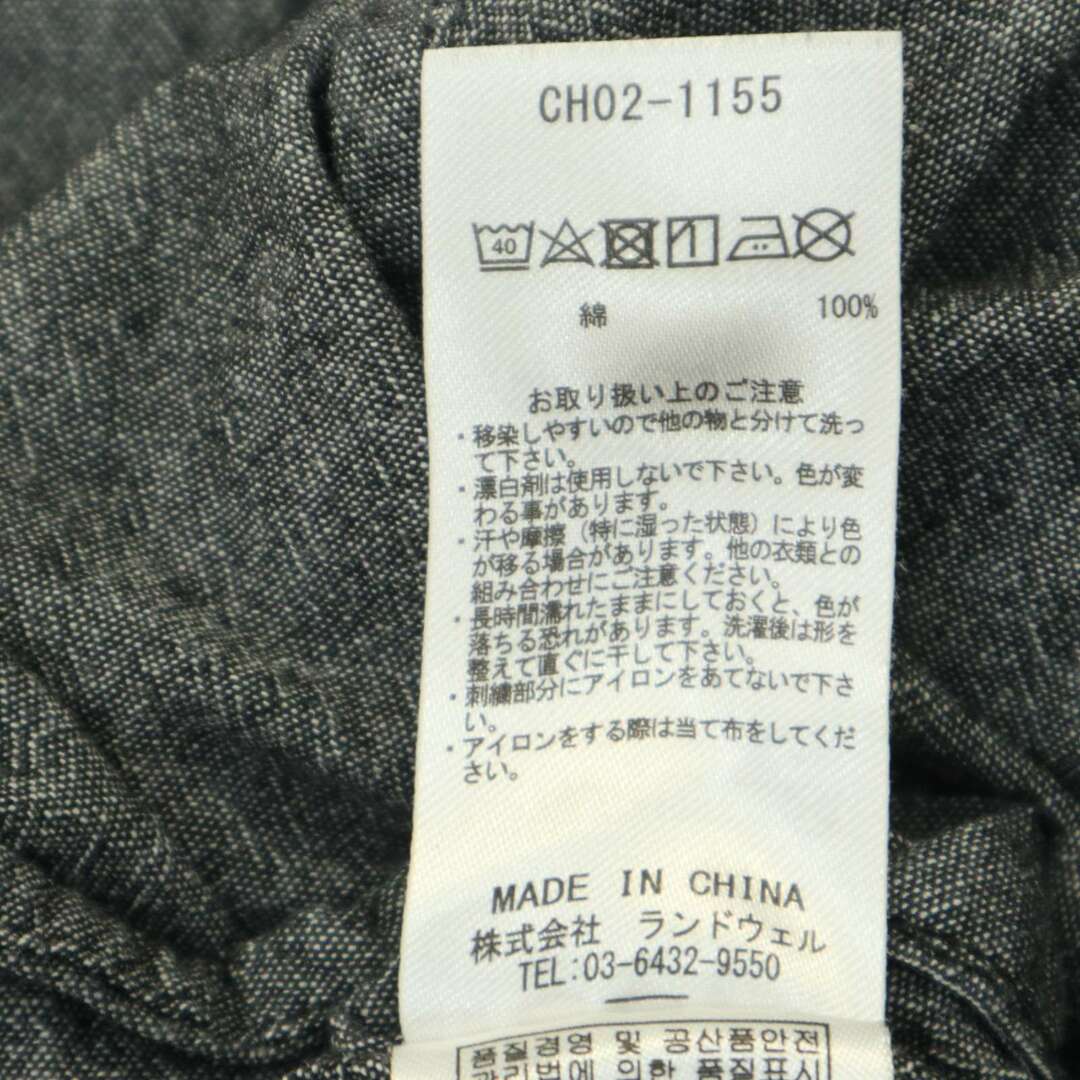 CH02-1155
40
綿 100%
お取り扱い上のご注意
・移染しやすいので他の物と分けて洗っ
て下さい。
・漂白剤は使用しないで下さい。色が変
わる事があります。
・汗や摩擦（特に湿った状態）により色
が移る場合があります。他の衣類との
組み合わせにご注意ください。
・長時間濡れたままにしておくと、色が
落ちる恐れがあります。洗濯後は形を
整えて直ぐに干して下さい。
・刺繍部分にアイロンをあてないで下さ
い。
・アイロンをする際は当て布をしてくだ
さい。
MADE IN CHINA
株式会社 ランドウェル
TEL:03-6432-9550
품질경영 및 공산품안전
관리법에 의한 품질표시